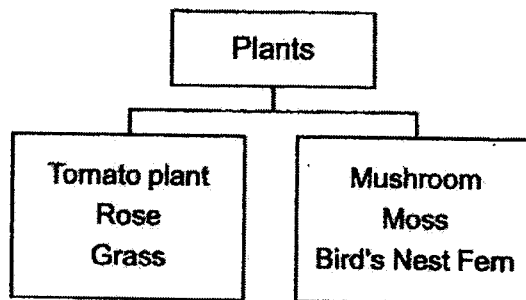 Plants
Tomato plant
Rose
Grass
Mushroom
Moss
Bird's Nest Fern